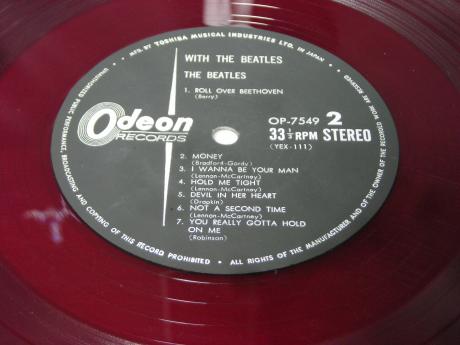 MFG. BY TOSHIBA MUSICAL INDUSTRIES LTD. IN JAPAN
WITH THE BEATLES
THE BEATLES
1. ROLL OVER BEETHOVEN
(Berry)
Odeon
RECORDS
OP-7549 2
33⅓ RPM STEREO
(YEX-111)
2. MONEY
(Bradford-Gordy)
3. I WANNA BE YOUR MAN
(Lennon-McCartney)
4. HOLD ME TIGHT
(Lennon-McCartney)
5. DEVIL IN HER HEART
(Drapkin)
6. NOT A SECOND TIME
(Lennon-McCartney)
7. YOU REALLY GOTTA HOLD
ON ME
(Robinson)
• ALL RIGHTS OF THE MANUFACTURER AND OF THE OWNER OF THE RECORDED WORK ARE RESERVED
UNAUTHORIZED PUBLIC PERFORMANCE, BROADCASTING AND COPYING OF THIS RECORD PROHIBITED •